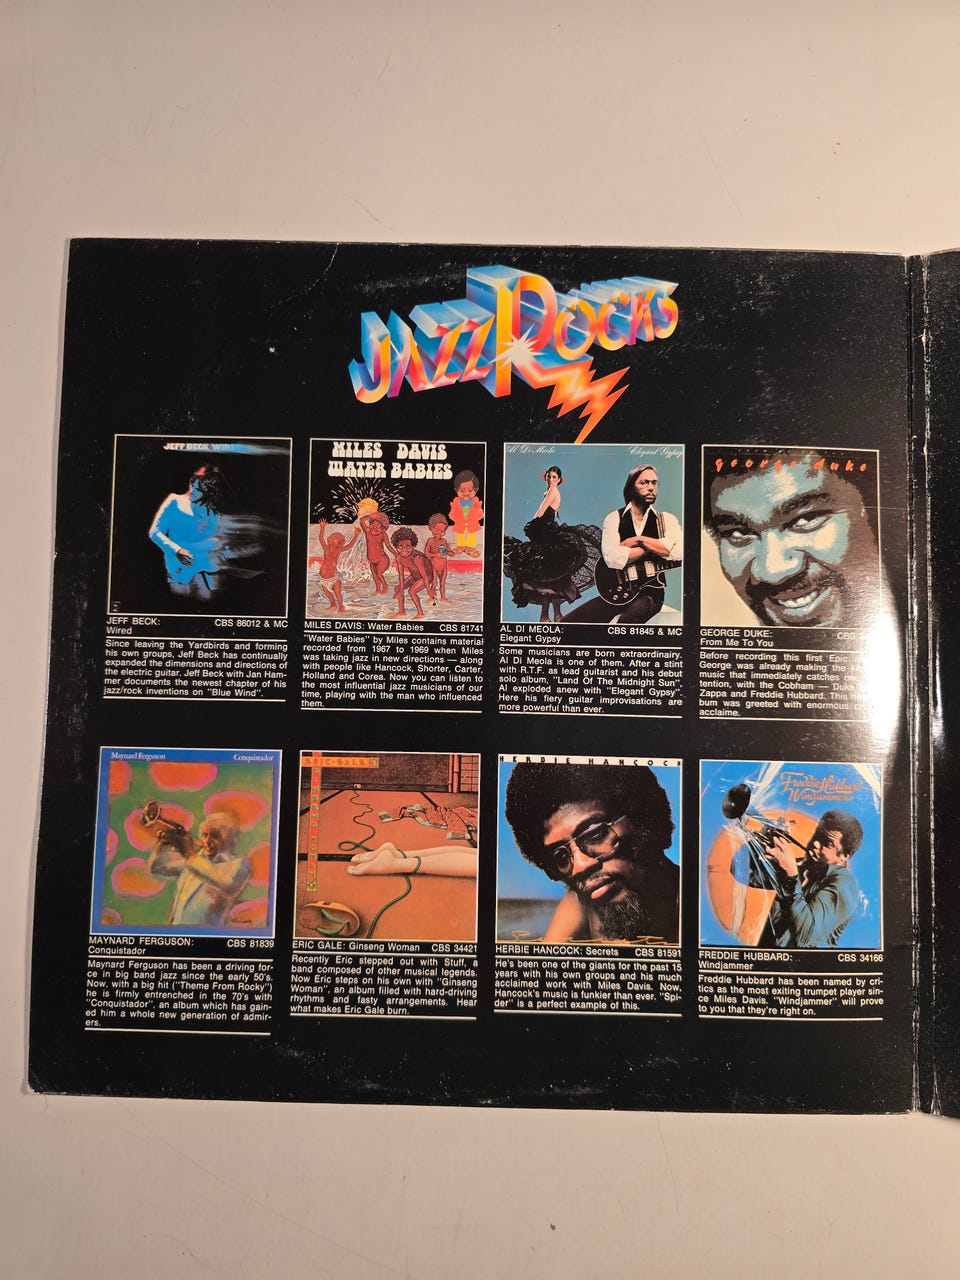 JAZZ ROCKS
JEFF BECK WIRED
JEFF BECK: CBS 86012 & MC
Wired
Since leaving the Yardbirds and forming
his own groups, Jeff Beck has continually
expanded the dimensions and directions of
the electric guitar. Jeff Beck with Jan Ham-
mer documents the newest chapter of his
jazz/rock inventions on "Blue Wind".
MILES DAVIS
WATER BABIES
MILES DAVIS: Water Babies CBS 81741
"Water Babies" by Miles contains material
recorded from 1967 to 1969 when Miles
was taking jazz in new directions — along
with people like Hancock, Shorter, Carter,
Holland and Corea. Now you can listen to
the most influential jazz musicians of our
time, playing with the man who influenced
them.
Al Di Meola Elegant Gypsy
AL DI MEOLA: CBS 81845 & MC
Elegant Gypsy
Some musicians are born extraordinary.
Al Di Meola is one of them. After a stint
with R.T.F. as lead guitarist and his debut
solo album, "Land Of The Midnight Sun",
Al exploded anew with "Elegant Gypsy".
Here his fiery guitar improvisations are
more powerful than ever.
george duke
GEORGE DUKE: CBS
From Me To You
Before recording this first Epic,
George was already making the
music that immediately catches
tention, with the Cobham — Duke,
Zappa and Freddie Hubbard. This
bum was greeted with enormous
acclaime.
Maynard Ferguson Conquistador
MAYNARD FERGUSON: CBS 81839
Conquistador
Maynard Ferguson has been a driving for-
ce in big band jazz since the early 50's.
Now, with a big hit ("Theme From Rocky")
he is firmly entrenched in the 70's with
"Conquistador", an album which has gain-
ed him a whole new generation of admir-
ers.
ERIC GALE
GINSENG WOMAN
ERIC GALE: Ginseng Woman CBS 34421
Recently Eric stepped out with Stuff, a
band composed of other musical legends.
Now Eric steps on his own with "Ginseng
Woman", an album filled with hard-driving
rhythms and fasty arrangements. Hear
what makes Eric Gale burn.
HERBIE HANCOCK
HERBIE HANCOCK: Secrets CBS 81591
He's been one of the giants for the past 15
years with his own groups and his much
acclaimed work with Miles Davis. Now,
Hancock's music is funkier than ever. "Spi-
der" is a perfect example of this.
Freddie Hubbard
Windjammer
FREDDIE HUBBARD: CBS 34166
Windjammer
Freddie Hubbard has been named by cri-
tics as the most exiting trumpet player sin-
ce Miles Davis. "Windjammer" will prove
to you that they're right on.